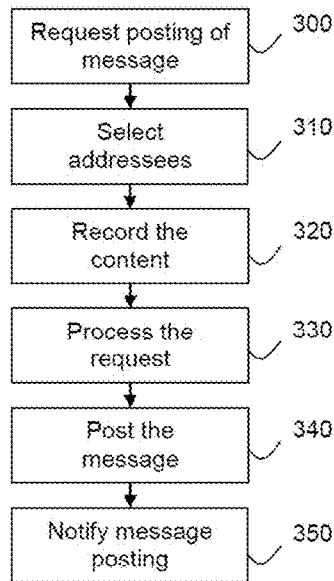 Request posting of
message
300
Select
addressees
310
Record the
content
320
Process the
request
330
Post the
message
340
Notify message
posting
350